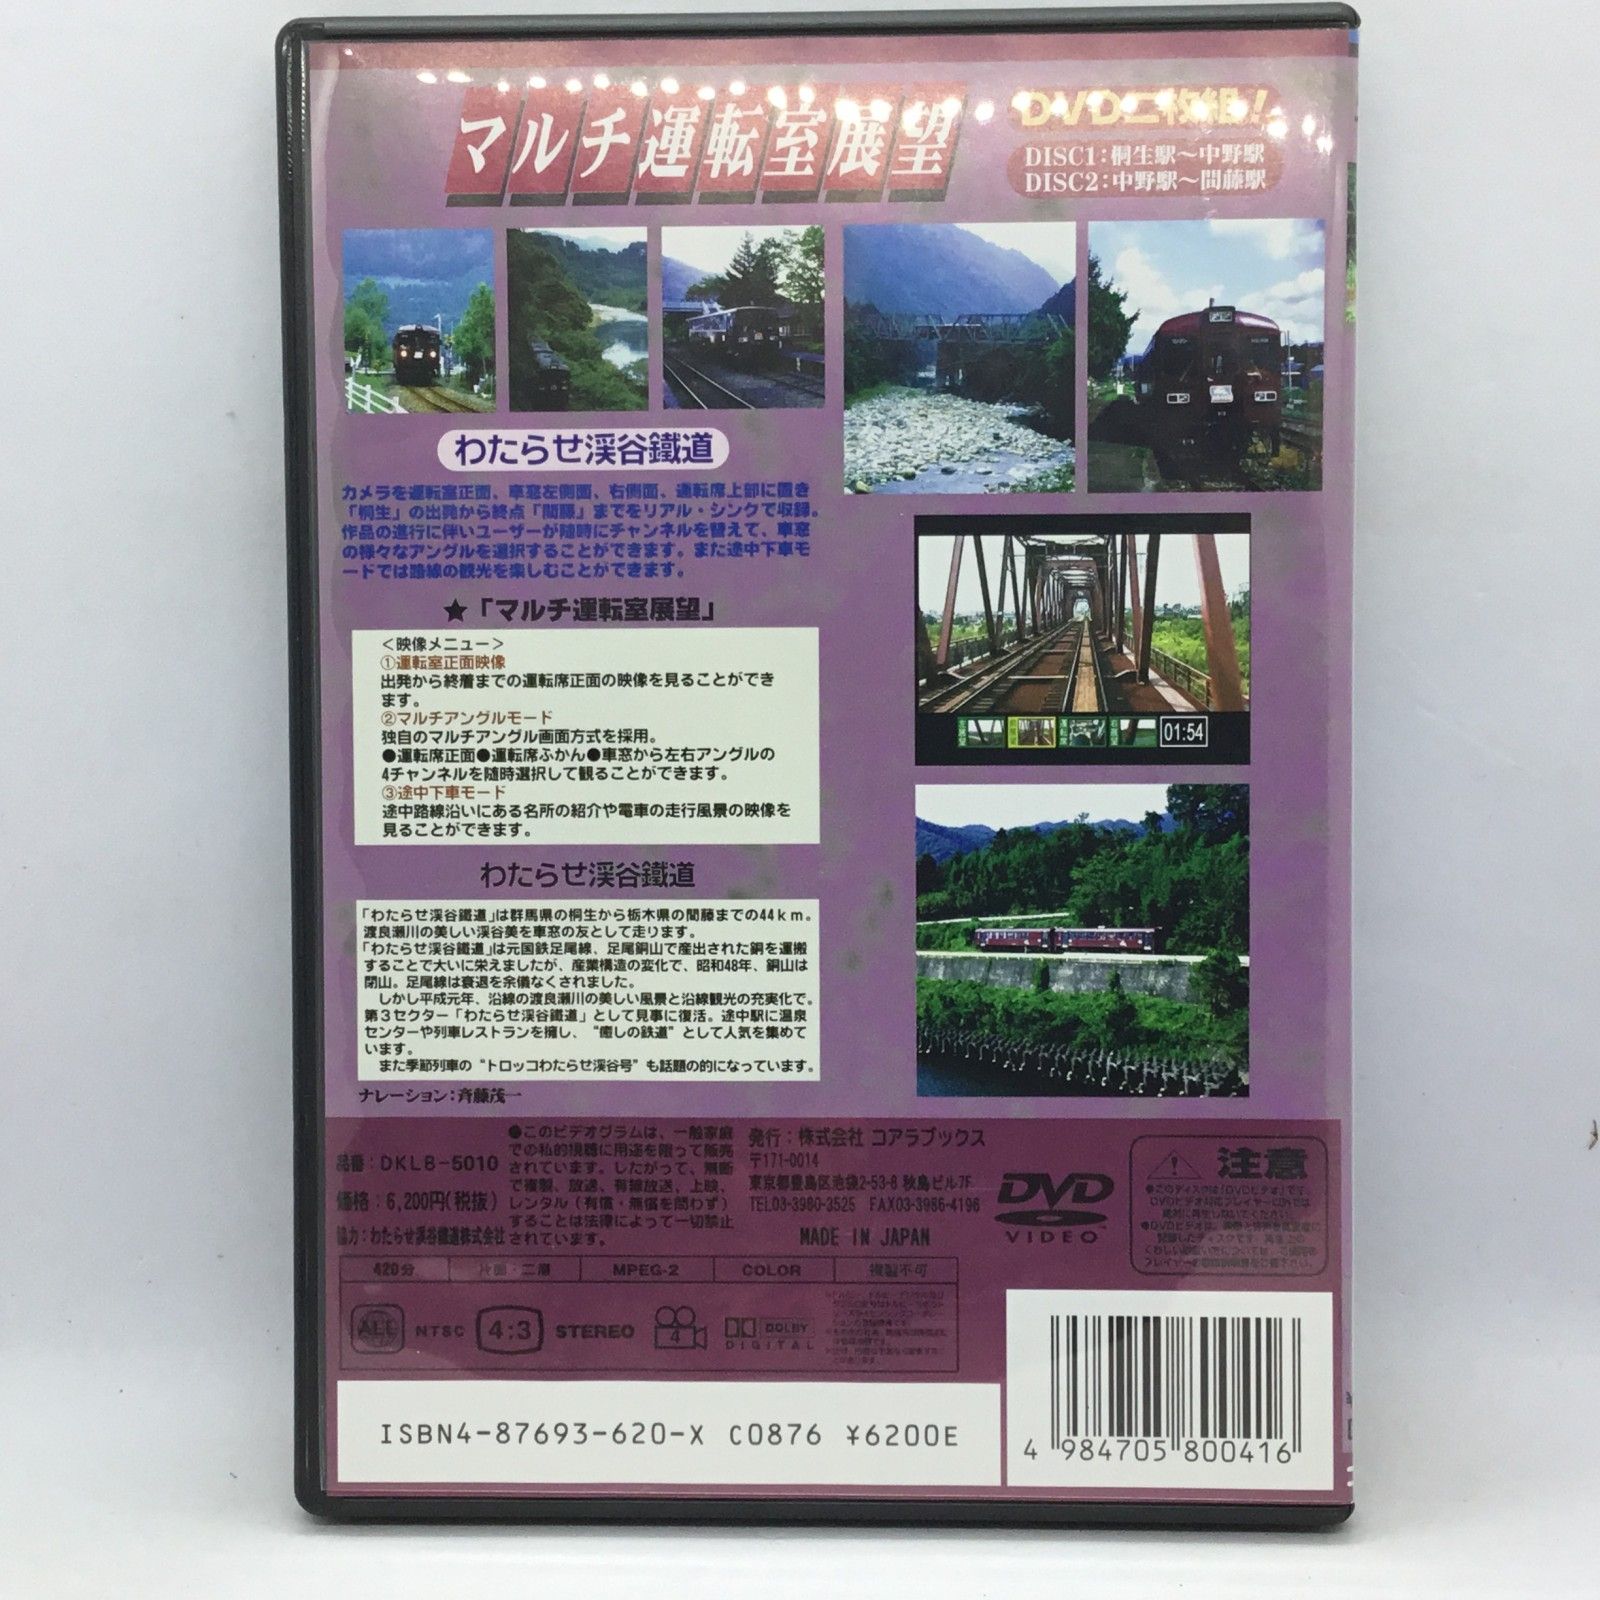 マルチ運転室展望
DVD二枚組!
DISC1:桐生駅～中野駅
DISC2:中野駅～間藤駅
わたらせ渓谷鐵道
カメラを運転室正面、車窓左側面、右側面、運転席上部に置き
「桐生」の出発から終点「間藤」までをリアル・シンクで収録。
作品の進行に伴いユーザーが随時にチャンネルを替えて、車窓
の様々なアングルを選択することができます。また途中下車モ
ードでは路線の観光を楽しむことができます。
★「マルチ運転室展望」
＜映像メニュー＞
①運転室正面映像
出発から終着までの運転席正面の映像を見ることができ
ます。
②マルチアングルモード
独自のマルチアングル画面方式を採用。
●運転席正面●運転席ふかん●車窓から左右アングルの
4チャンネルを随時選択して観ることができます。
③途中下車モード
途中路線沿いにある名所の紹介や電車の走行風景の映像を
見ることができます。
01:54
わたらせ渓谷鐵道
「わたらせ渓谷鐵道」は群馬県の桐生から栃木県の間藤までの44km。
渡良瀬川の美しい渓谷美を車窓の友として走ります。
「わたらせ渓谷鐵道」は元国鉄足尾線、足尾銅山で産出された銅を運搬
することで大いに栄えましたが、産業構造の変化で、昭和48年、銅山は
閉山。足尾線は衰退を余儀なくされました。
しかし平成元年、沿線の渡良瀬川の美しい風景と沿線観光の充実化で。
第3セクター「わたらせ渓谷鐵道」として見事に復活。途中駅に温泉
センターや列車レストランを擁し、“癒しの鉄道”として人気を集めて
います。
また季節列車の“トロッコわたらせ渓谷号”も話題の的になっています。
ナレーション:斉藤茂一
品番:DKLB-5010
価格:6,200円(税抜)
協力:わたらせ渓谷鐵道株式会社
●このビデオグラムは、一般家庭
での私的視聴に用途を限って販売
されています。したがって、無断
で複製、放送、有線放送、上映、
レンタル(有償・無償を問わず)
することは法律によって一切禁止
されています。
発行:株式会社 コアラブックス
〒171-0014
東京都豊島区池袋2-53-8 秋島ビル7F
TEL03-3980-3525 FAX03-3986-4196
MADE IN JAPAN
DVD
VIDEO
注意
420分 片面・二層 MPEG-2 COLOR 複製不可
ALL NTSC 4:3 STEREO 4 DOLBY
DIGITAL
ISBN4-87693-620-X C0876 ¥6200E
4 984705 800416